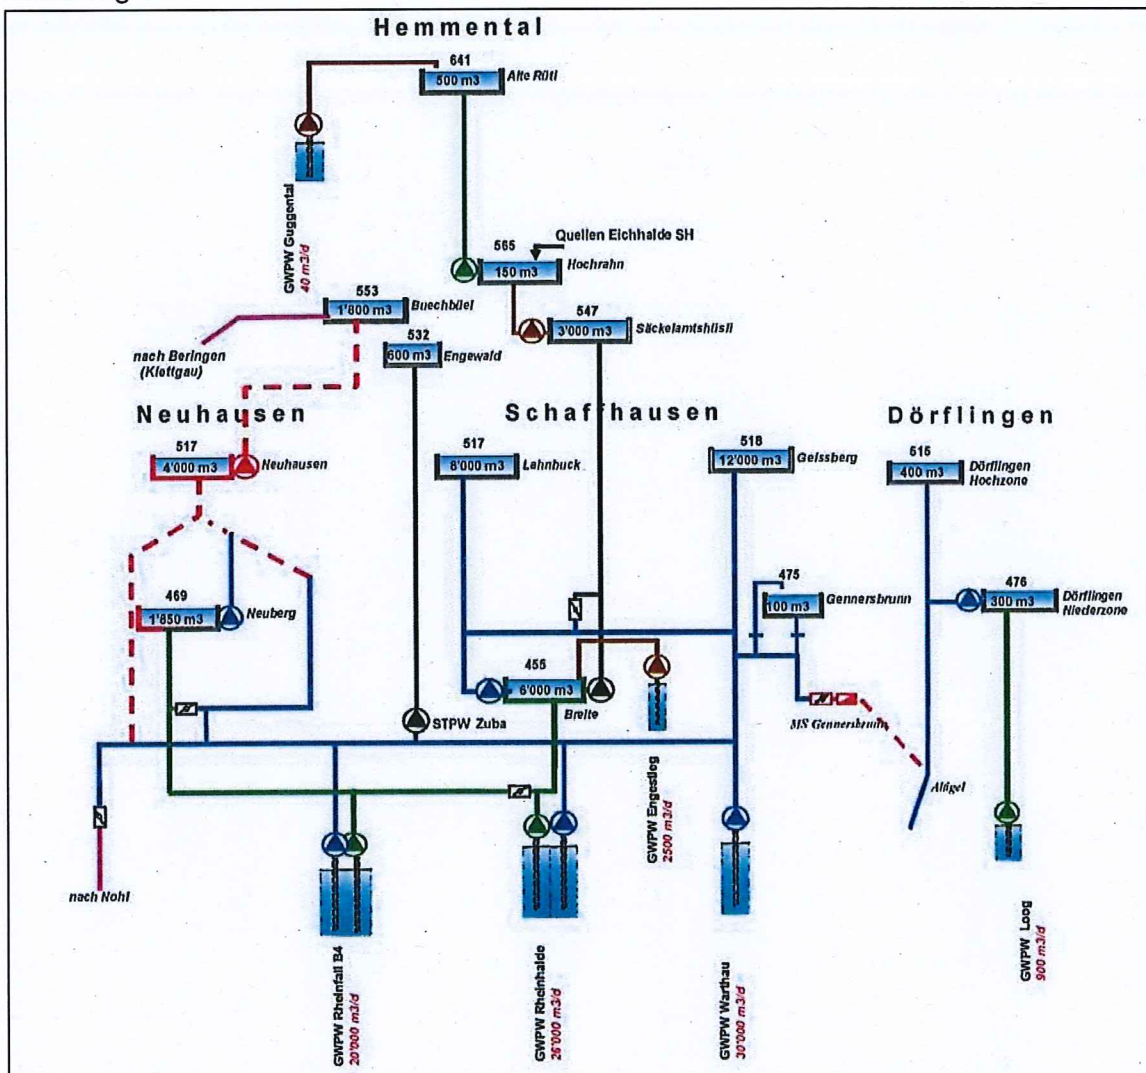 Hemmental
641
500 m3
Alte Rüti
GWPW Guggental
40 m3/d
Quellen Eichhalde SH
565
150 m3
Hochrahn
553
1'800 m3
Buechbüel
547
3'000 m3
Säckelamtshüsli
532
600 m3
Engewald
nach Beringen
(Klettgau)
Neuhausen
Schaffhausen
Dörflingen
517
4'000 m3
Neuhausen
517
8'000 m3
Lahnbuck
518
12'000 m3
Geissberg
515
400 m3
Dörflingen
Hochzone
469
1'850 m3
Neuberg
475
100 m3
Gennersbrunn
476
300 m3
Dörflingen
Niederzone
455
6'000 m3
Breite
STPW Zuba
MS Gennersbrunn
GWPW Engestieg
2500 m3/d
nach Nohl
GWPW Rheinfall B4
20'000 m3/d
GWPW Rheinhalde
26'000 m3/d
GWPW Warthau
30'000 m3/d
GWPW Loog
900 m3/d